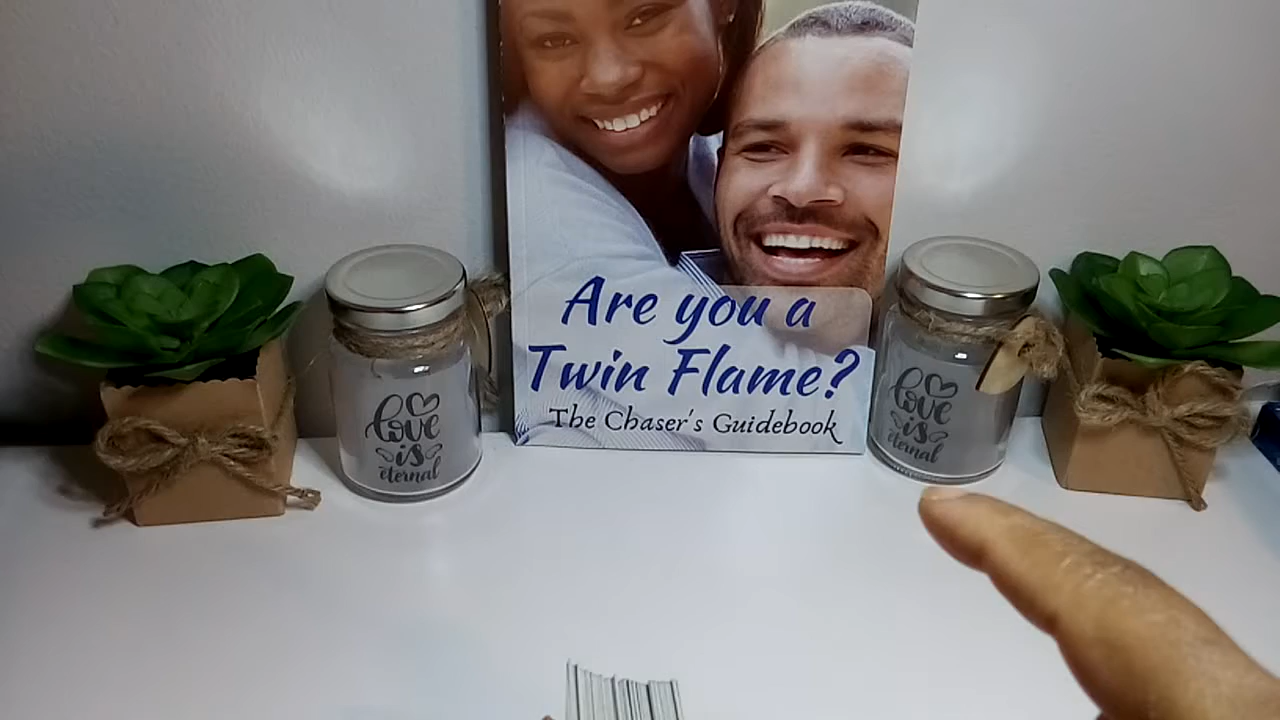 Are you a
Twin Flame?
The Chaser's Guidebook
love
is
eternal
love
is
eternal